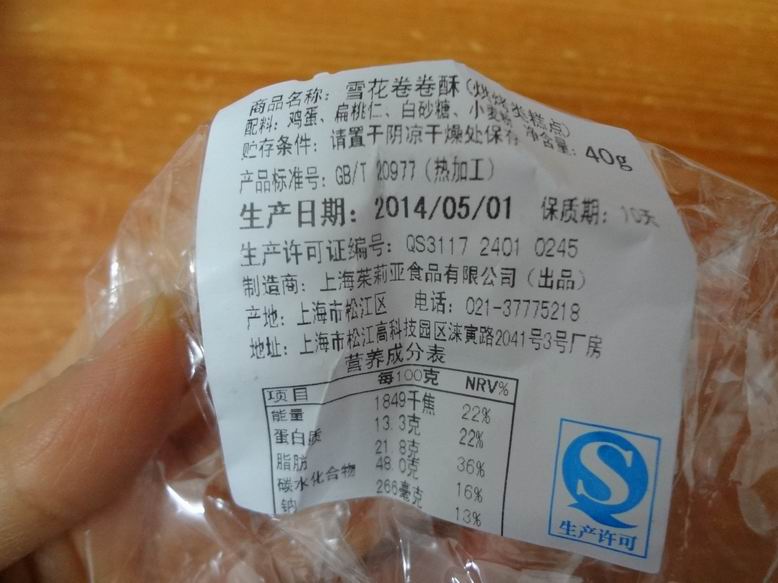 商品名称：雪花卷卷酥（烘烤类糕点）
配料：鸡蛋、扁桃仁、白砂糖、小麦粉 净含量：40g
贮存条件：请置于阴凉干燥处保存
产品标准号：GB/T 20977（热加工）
生产日期：2014/05/01 保质期：10天
生产许可证编号：QS3117 2401 0245
制造商：上海茱莉亚食品有限公司（出品）
产地：上海市松江区 电话：021-37775218
地址：上海市松江高科技园区涞寅路2041号3号厂房
营养成分表
项目 每100克 NRV%
能量 1849千焦 22%
蛋白质 13.3克 22%
脂肪 21.8克 36%
碳水化合物 48.0克 16%
钠 266毫克 13%
生产许可